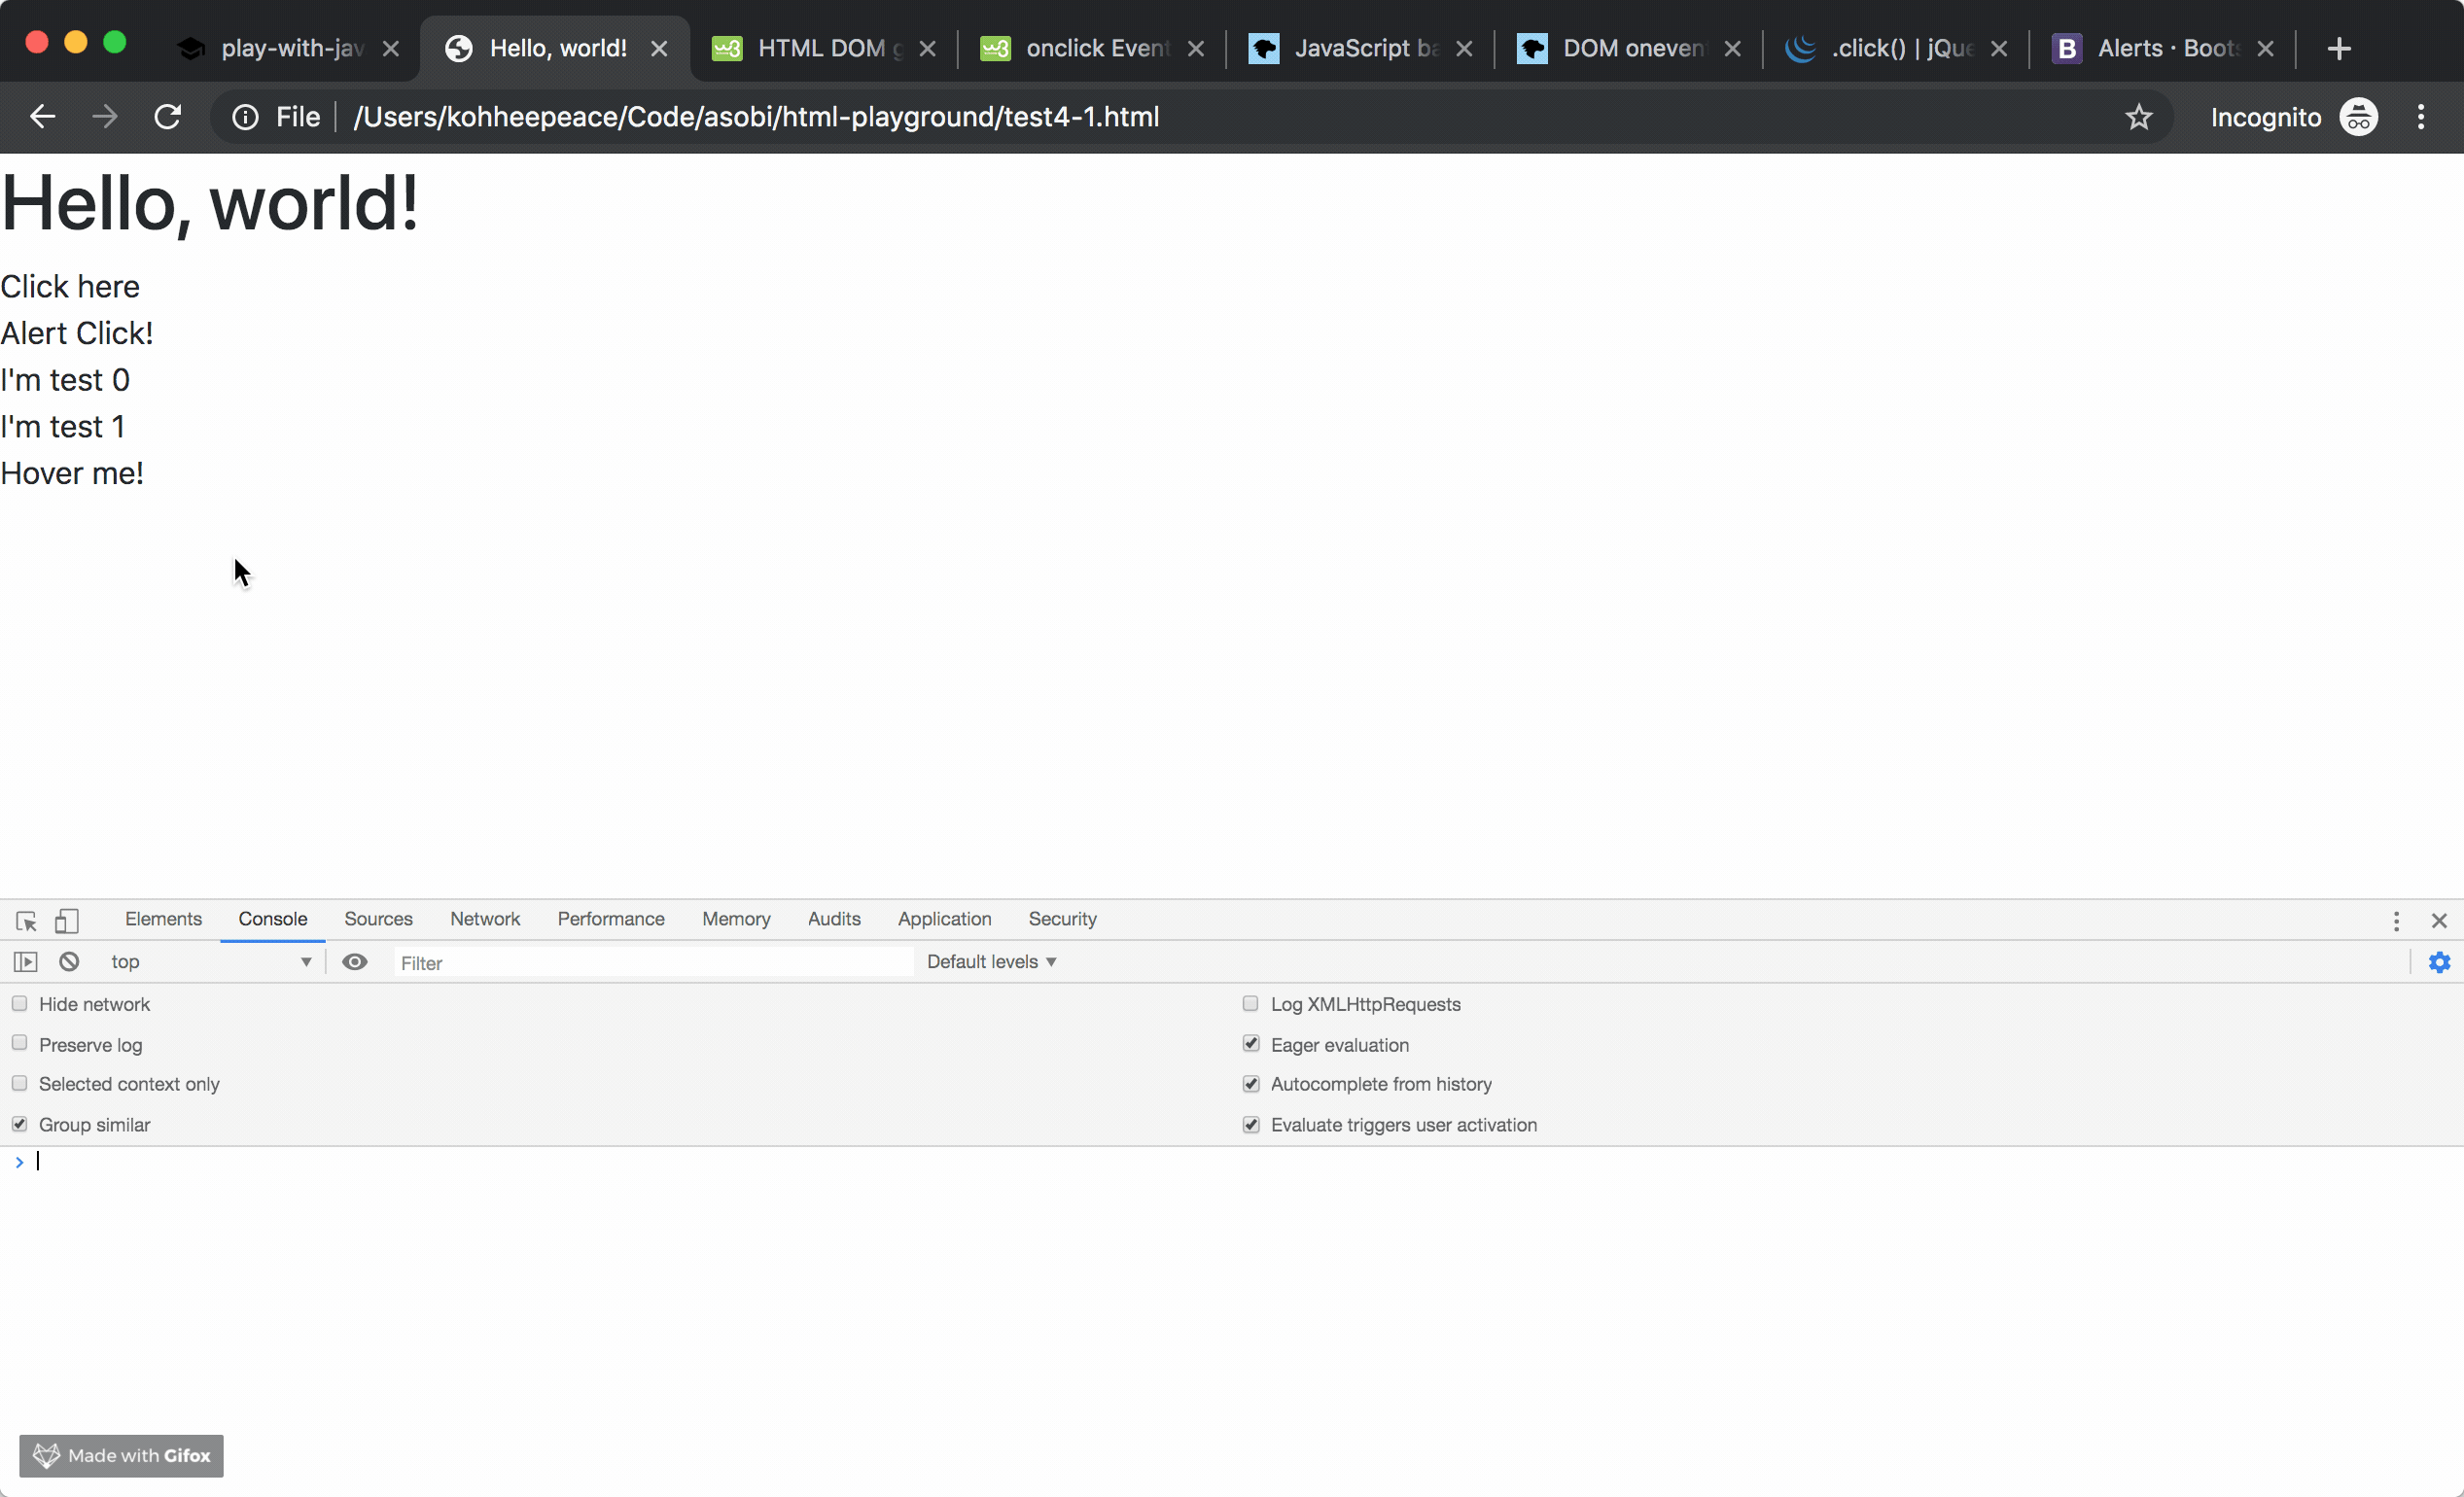 play-with-jav
Hello, world!
HTML DOM g
onclick Event
JavaScript ba
DOM oneven
.click() | jQue
Alerts · Boots
File
/Users/kohheepeace/Code/asobi/html-playground/test4-1.html
Incognito
Hello, world!
Click here
Alert Click!
I'm test 0
I'm test 1
Hover me!
Elements
Console
Sources
Network
Performance
Memory
Audits
Application
Security
top
Filter
Default levels
Hide network
Log XMLHttpRequests
Preserve log
Eager evaluation
Selected context only
Autocomplete from history
Group similar
Evaluate triggers user activation
Made with Gifox